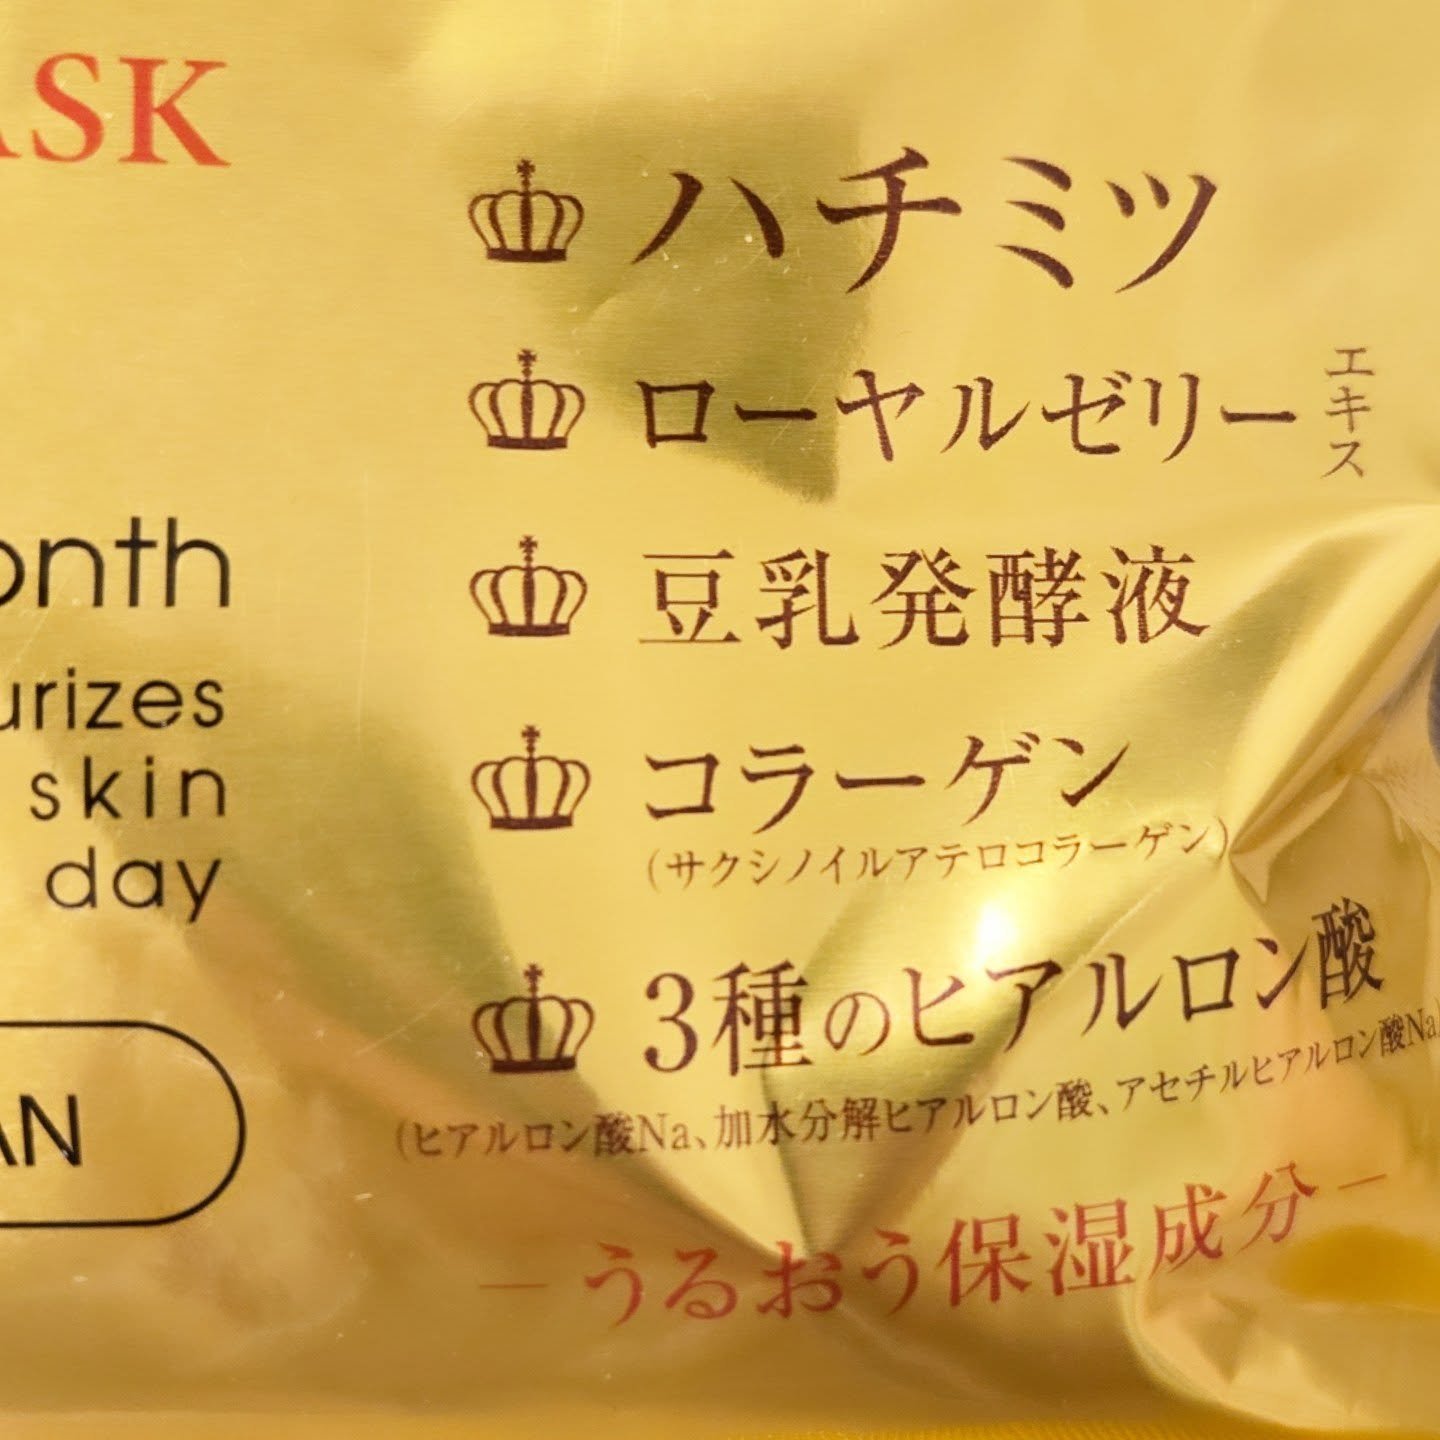 ASK
onth
urizes
skin
day
AN
ハチミツ
ローヤルゼリーエキス
豆乳発酵液
コラーゲン
(サクシノイルアテロコラーゲン)
3種のヒアルロン酸
(ヒアルロン酸Na、加水分解ヒアルロン酸、アセチルヒアルロン酸Na)
－うるおう保湿成分－